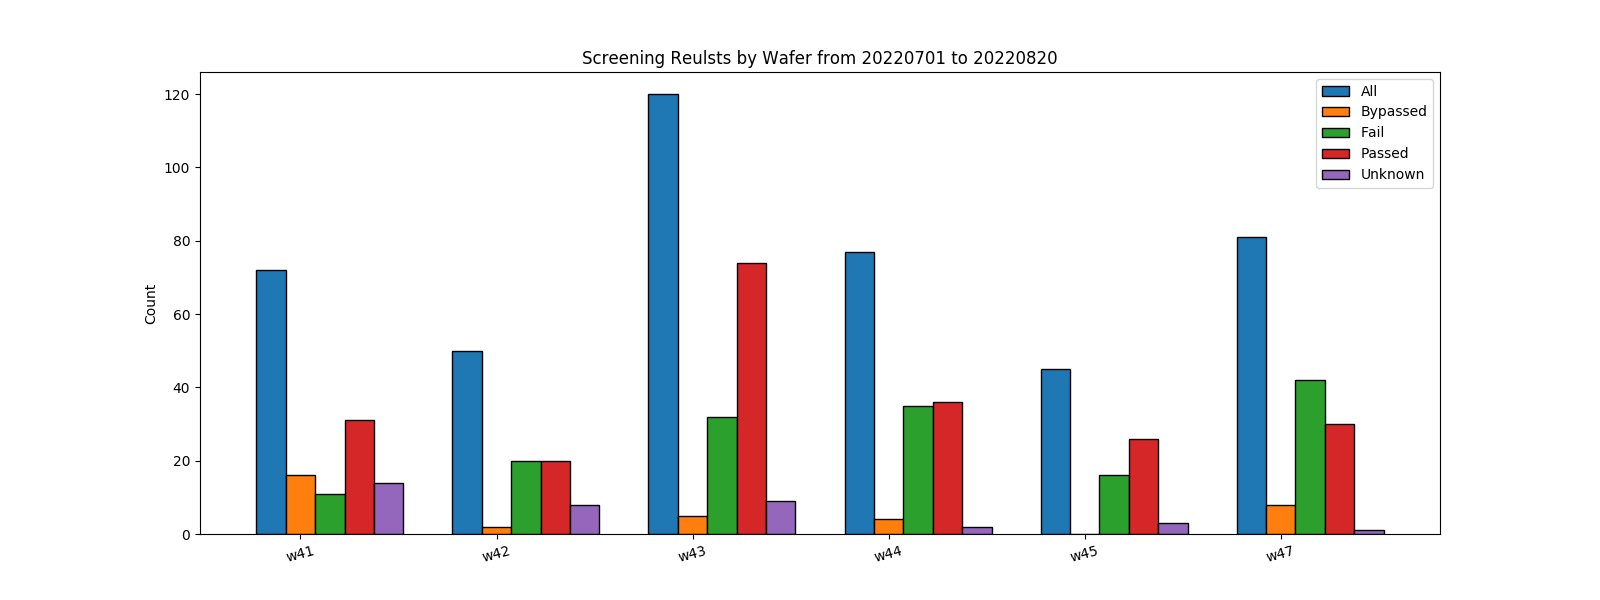 Screening Reulsts by Wafer from 20220701 to 20220820
Count
120
100
80
60
40
20
0
w41
w42
w43
w44
w45
w47
All
Bypassed
Fail
Passed
Unknown